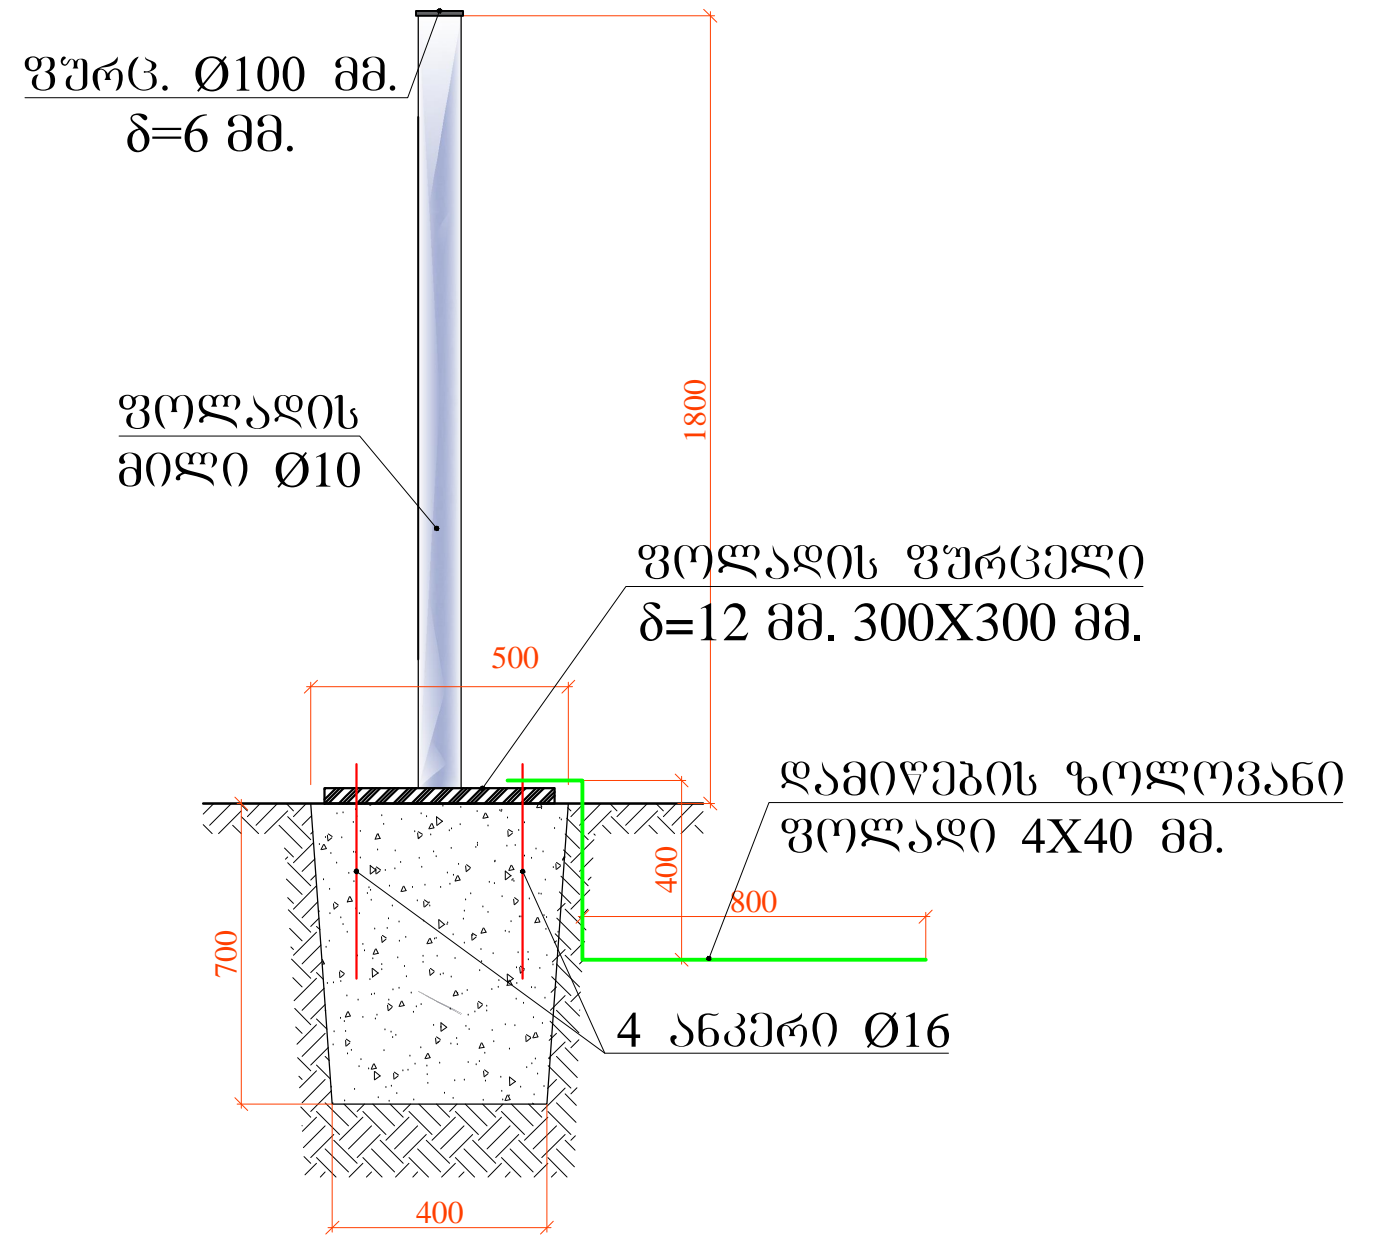 ფურც. Ø100 მმ.
δ=6 მმ.
1800
ფოლადის
მილი Ø10
ფოლადის ფურცელი
δ=12 მმ. 300X300 მმ.
500
დამიწების ზოლოვანი
ფოლადი 4X40 მმ.
400
800
700
4 ანკერი Ø16
400